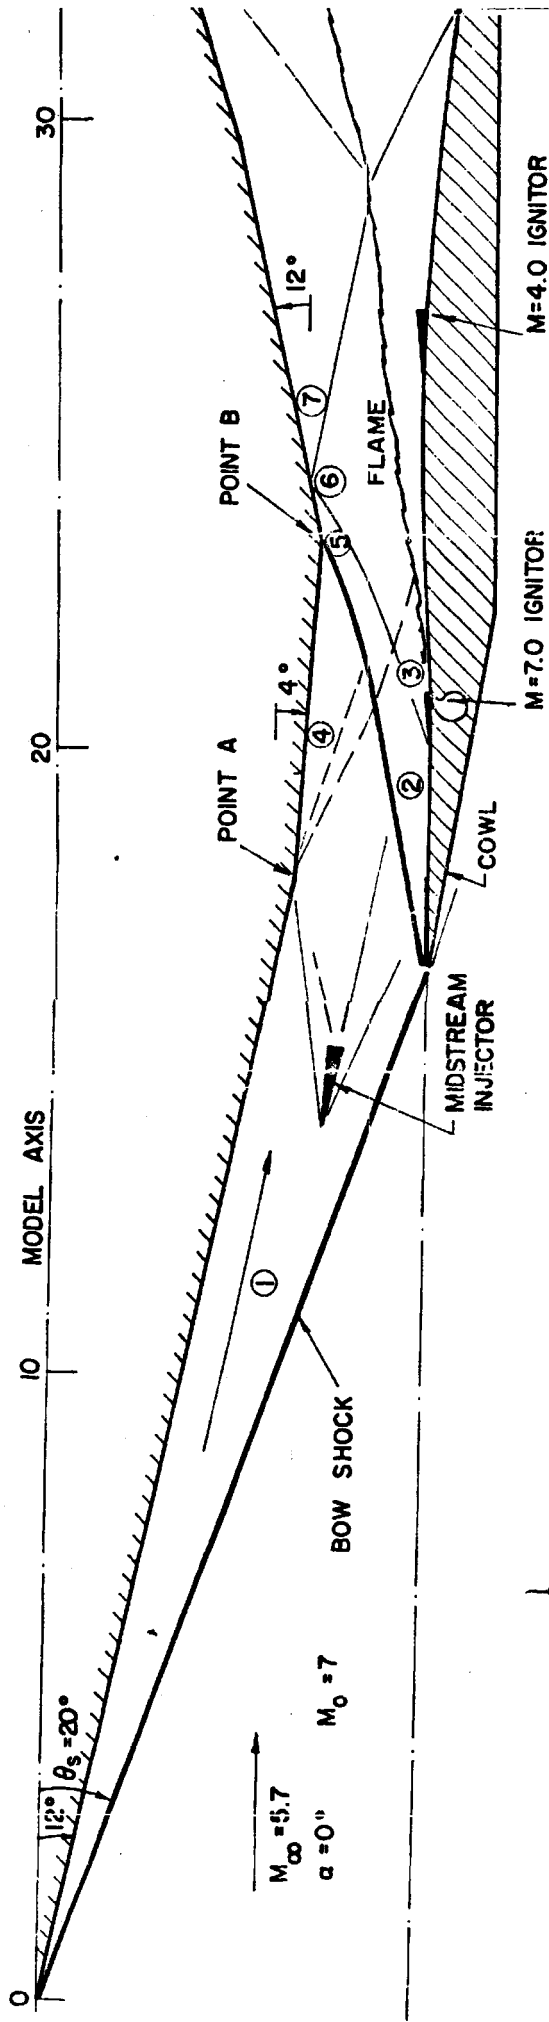 0
10
20
30
MODEL AXIS
12°
θs=20°
M∞=5.7
α=0°
M₀=7
BOW SHOCK
①
MIDSTREAM
INJECTOR
POINT A
4°
④
②
③
COWL
M=7.0 IGNITOR
POINT B
⑤
⑥
⑦
12°
FLAME
M=4.0 IGNITOR